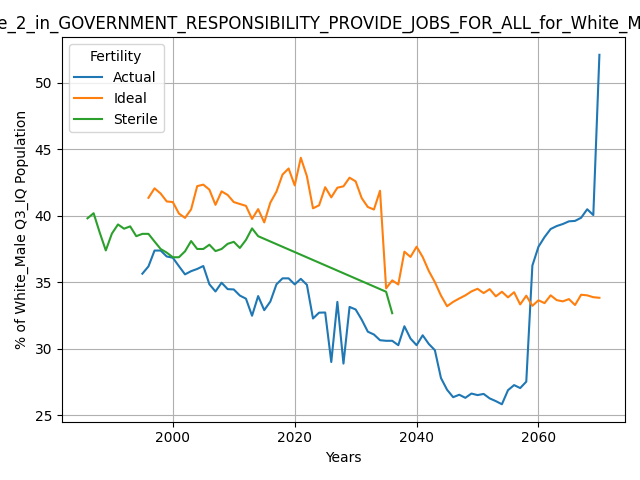 e_2_in_GOVERNMENT_RESPONSIBILITY_PROVIDE_JOBS_FOR_ALL_for_White_M
Fertility
Actual
Ideal
Sterile
% of White_Male Q3_IQ Population
50
45
40
35
30
25
2000
2020
2040
2060
Years